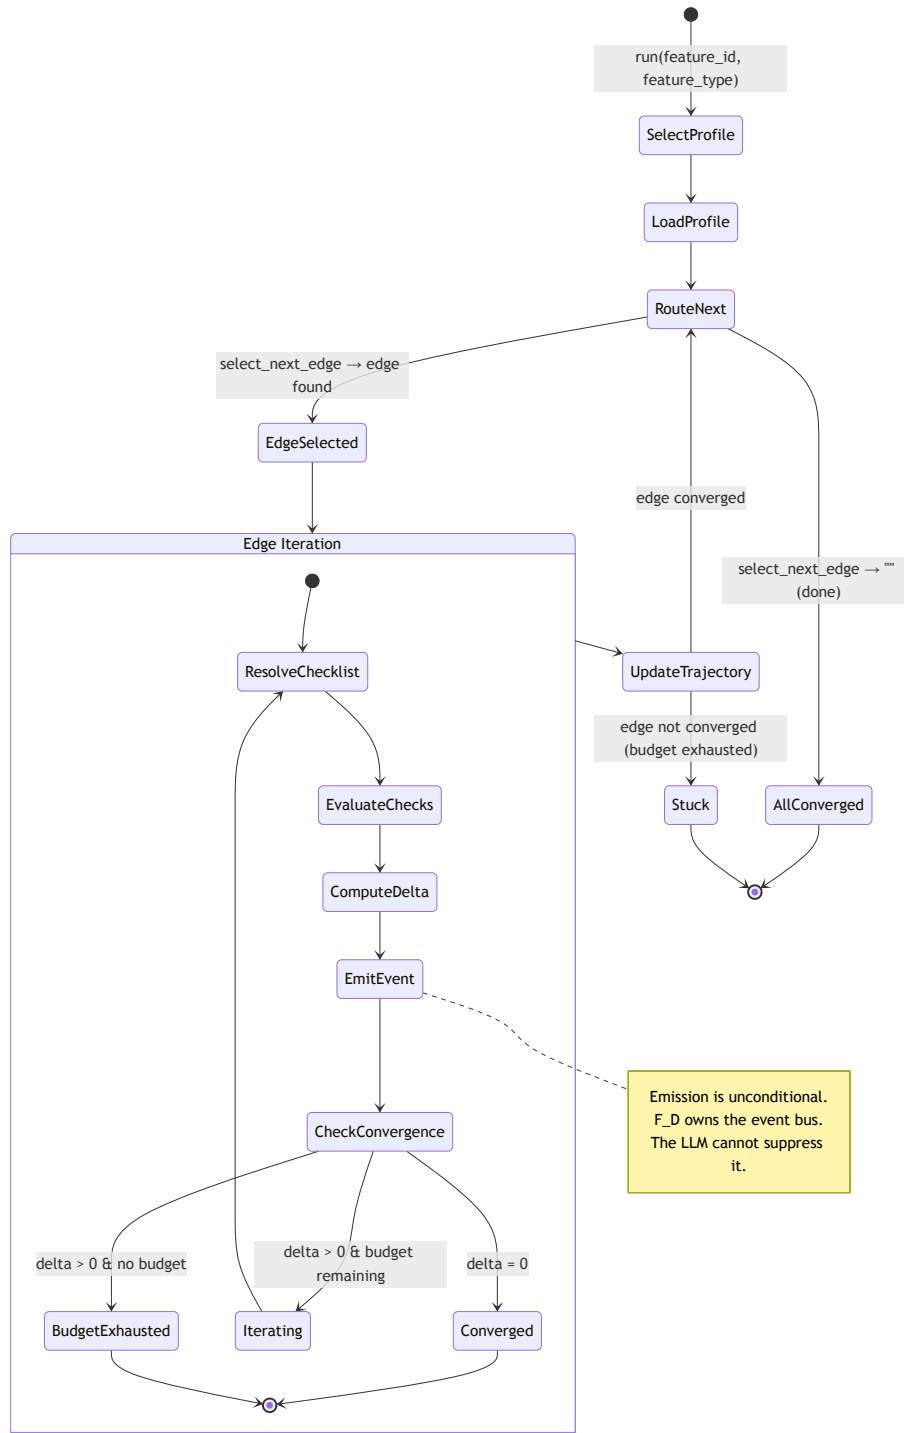 run(feature_id,
feature_type)
SelectProfile
LoadProfile
RouteNext
select_next_edge → edge
found
EdgeSelected
edge converged
Edge Iteration
select_next_edge → ""
(done)
ResolveChecklist
UpdateTrajectory
edge not converged
(budget exhausted)
EvaluateChecks
Stuck
AllConverged
ComputeDelta
EmitEvent
Emission is unconditional.
F_D owns the event bus.
The LLM cannot suppress
it.
CheckConvergence
delta > 0 & no budget
delta > 0 & budget
remaining
delta = 0
BudgetExhausted
Iterating
Converged